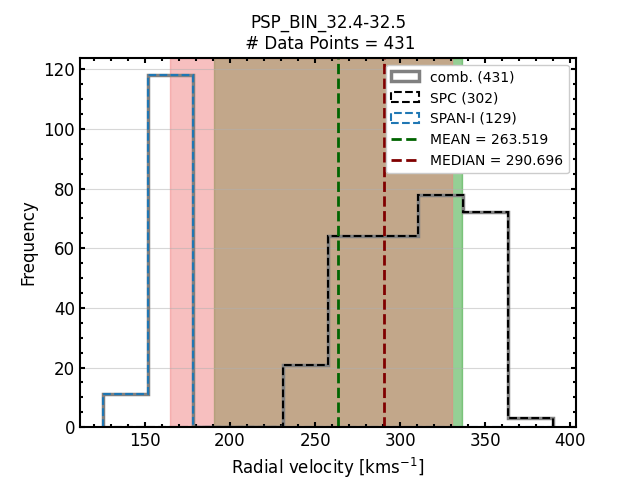 PSP_BIN_32.4-32.5
# Data Points = 431
120
100
80
60
40
20
0
Frequency
comb. (431)
SPC (302)
SPAN-I (129)
MEAN = 263.519
MEDIAN = 290.696
150 200 250 300 350 400
Radial velocity [kms⁻¹]